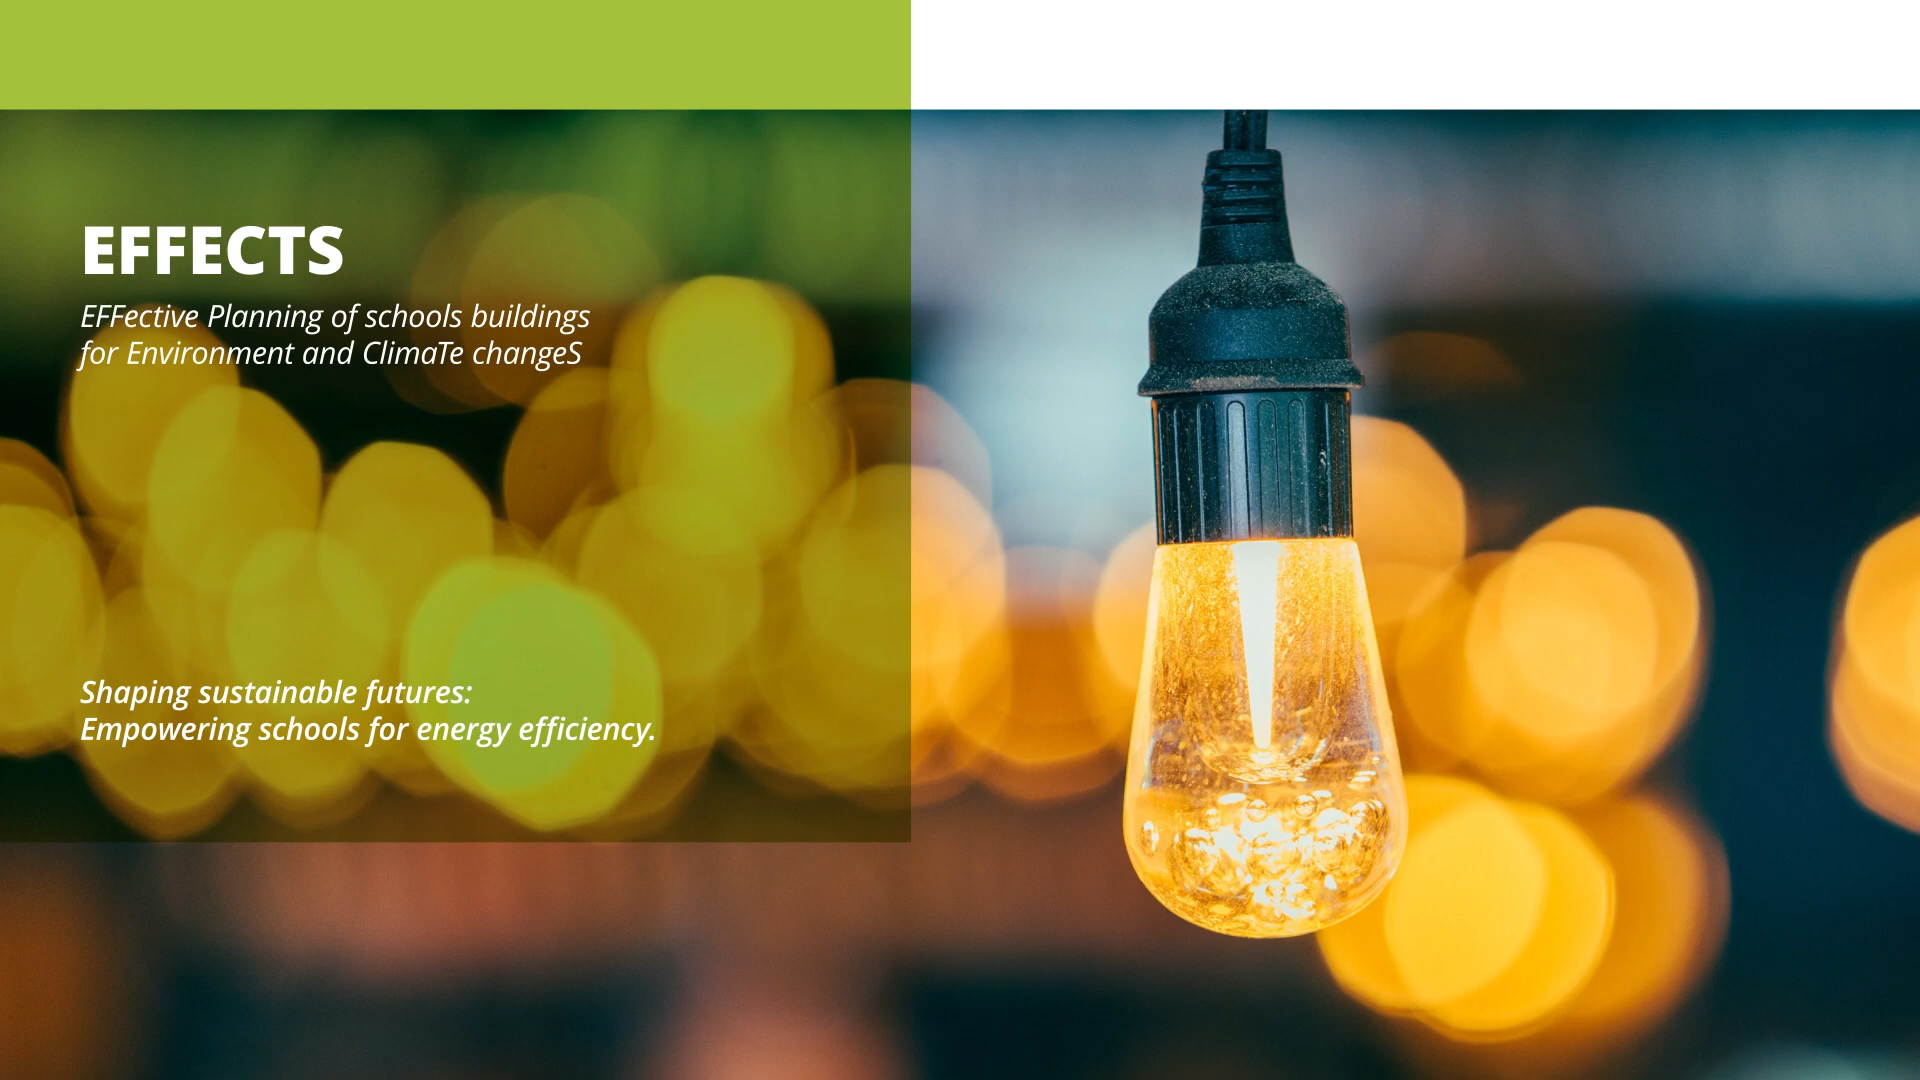 EFFECTS
EFFective Planning of schools buildings
for Environment and ClimaTe changeS
Shaping sustainable futures:
Empowering schools for energy efficiency.